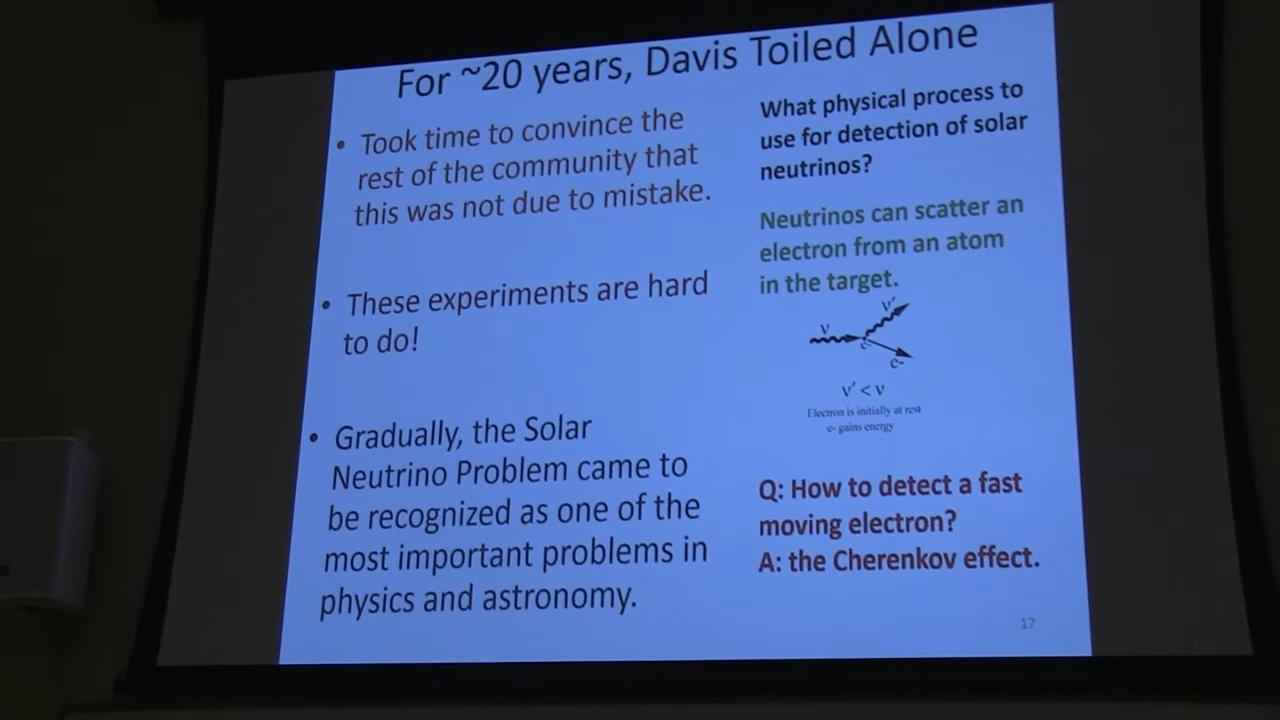 For ~20 years, Davis Toiled Alone
• Took time to convince the
rest of the community that
this was not due to mistake.
• These experiments are hard
to do!
• Gradually, the Solar
Neutrino Problem came to
be recognized as one of the
most important problems in
physics and astronomy.
What physical process to
use for detection of solar
neutrinos?
Neutrinos can scatter an
electron from an atom
in the target.
ν
ν'
e-
e-
ν' < ν
Electron is initially at rest
e- gains energy
Q: How to detect a fast
moving electron?
A: the Cherenkov effect.
17